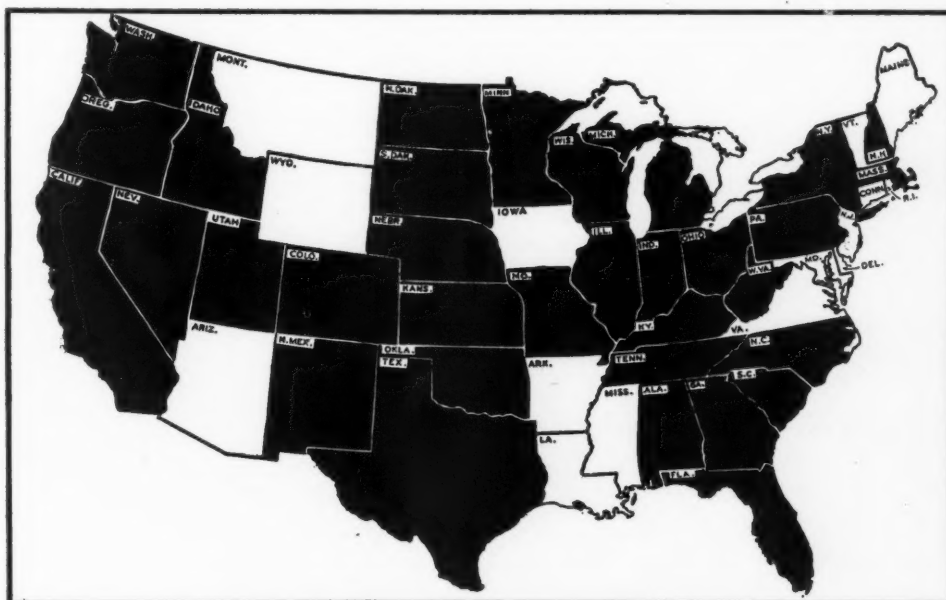 WASH.
MONT.
N.DAK.
MINN
MAINE
OREG.
IDAHO
WIS.
MICH.
N.Y.
VT.
N.H.
S.DAK.
WYO.
MASS.
CALIF
NEV.
CONN.
R.I.
IOWA
UTAH
NEBR
PA.
N.J.
ILL.
IND.
OHIO
COLO.
MD.
DEL.
W.VA.
MO.
KANS.
ARIZ.
KY.
VA.
N.MEX.
OKLA.
TENN.
N.C.
TEX.
ARK.
S.C.
MISS.
ALA.
GA.
LA.
FLA.